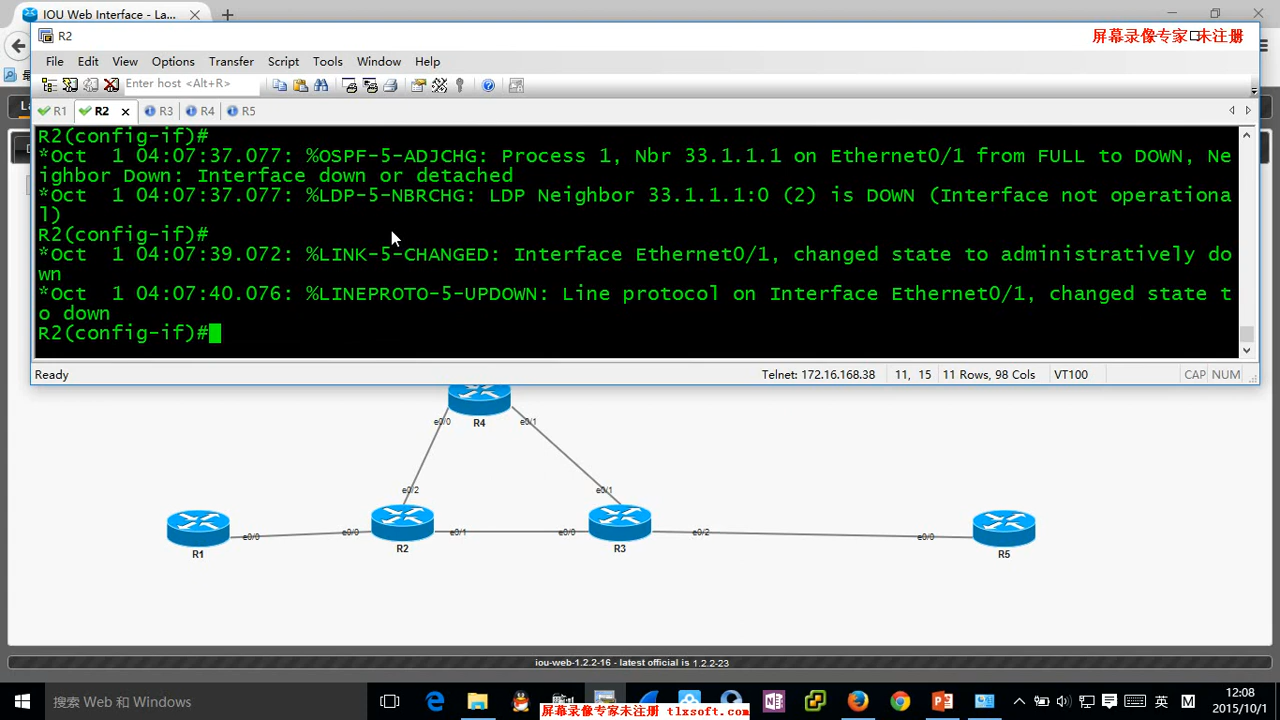 IOU Web Interface - La...
R2
屏幕录像专家 未注册
File Edit View Options Transfer Script Tools Window Help
Enter host <Alt+R>
R1 R2 R3 R4 R5
R2(config-if)#
*Oct  1 04:07:37.077: %OSPF-5-ADJCHG: Process 1, Nbr 33.1.1.1 on Ethernet0/1 from FULL to DOWN, Ne
ighbor Down: Interface down or detached
*Oct  1 04:07:37.077: %LDP-5-NBRCHG: LDP Neighbor 33.1.1.1:0 (2) is DOWN (Interface not operationa
l)
R2(config-if)#
*Oct  1 04:07:39.072: %LINK-5-CHANGED: Interface Ethernet0/1, changed state to administratively do
wn
*Oct  1 04:07:40.076: %LINEPROTO-5-UPDOWN: Line protocol on Interface Ethernet0/1, changed state t
o down
R2(config-if)#
Ready Telnet: 172.16.168.38 11, 15 11 Rows, 98 Cols VT100 CAP NUM
e0/0 e0/1
R4
e0/2 e0/1
e0/0 e0/0 e0/1 e0/0 e0/2 e0/0
R1 R2 R3 R5
iou-web-1.2.2-16 - latest official is 1.2.2-23
搜索 Web 和 Windows
英
12:08
2015/10/1
屏幕录像专家未注册 tlxsoft.com